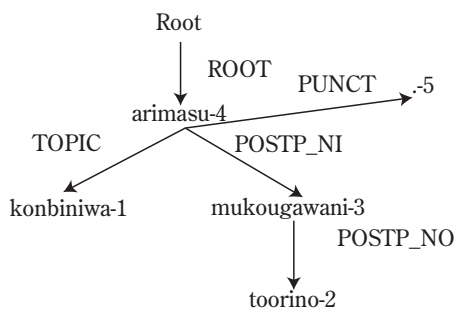 Root
ROOT
PUNCT
.-5
arimasu-4
TOPIC
POSTP_NI
konbiniwa-1
mukougawani-3
POSTP_NO
toorino-2